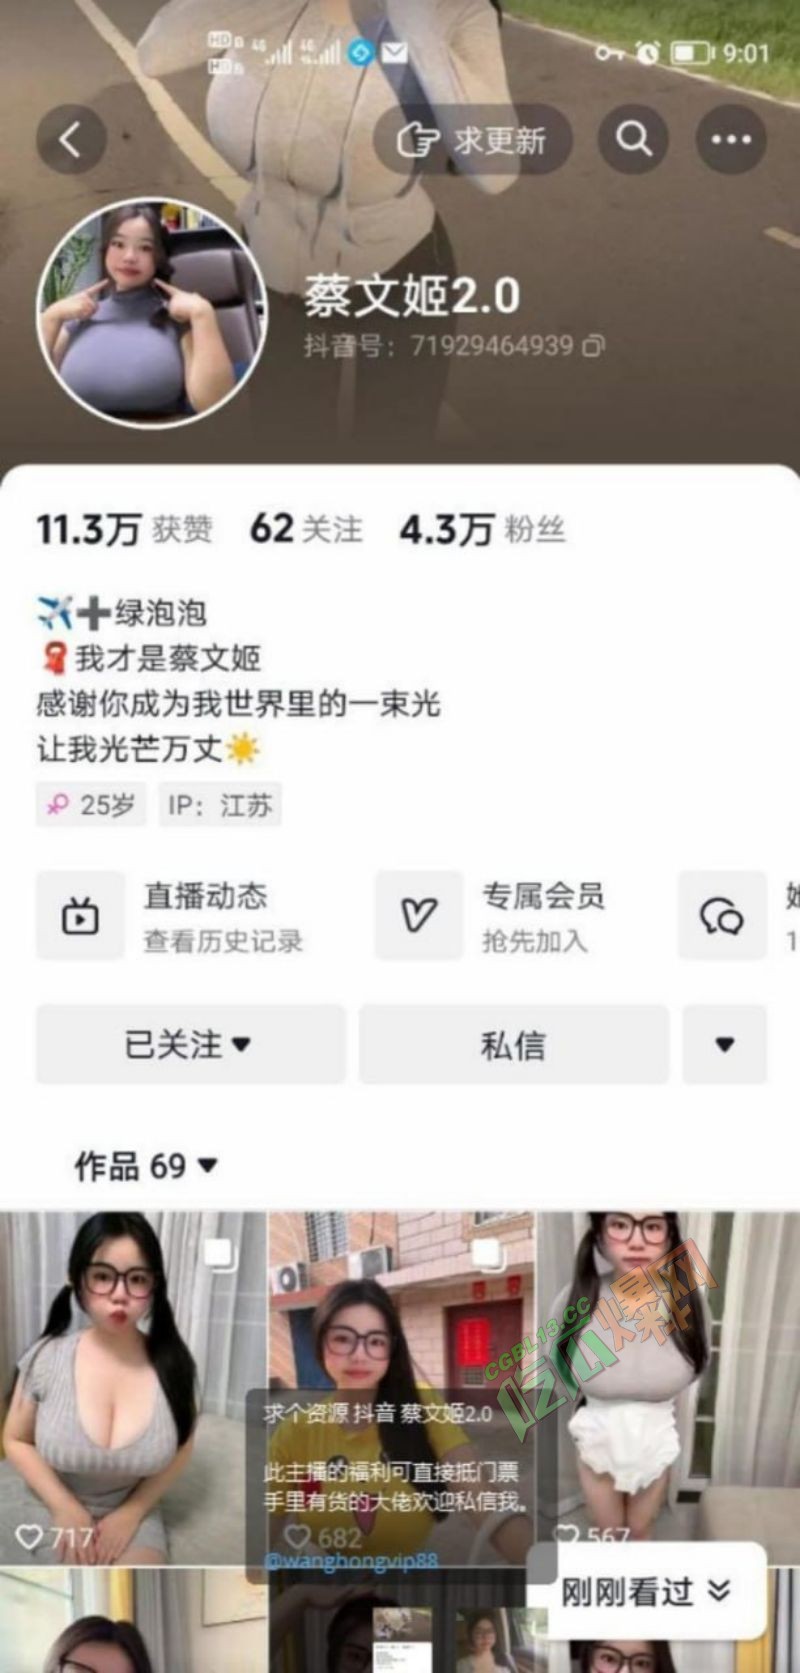 HD 4G 4G 9:01
HD
求更新
蔡文姬2.0
抖音号：71929464939
11.3万 获赞 62 关注 4.3万 粉丝
✈️➕绿泡泡
🧣我才是蔡文姬
感谢你成为我世界里的一束光
让我光芒万丈☀️
25岁 IP：江苏
直播动态 专属会员
查看历史记录 抢先加入
已关注 私信
作品 69
CGBL13.CC
吃瓜爆网
求个资源 抖音 蔡文姬2.0
此主播的福利可直接抵门票
手里有货的大佬欢迎私信我。
717 682 567
@wanghongvip88
刚刚看过